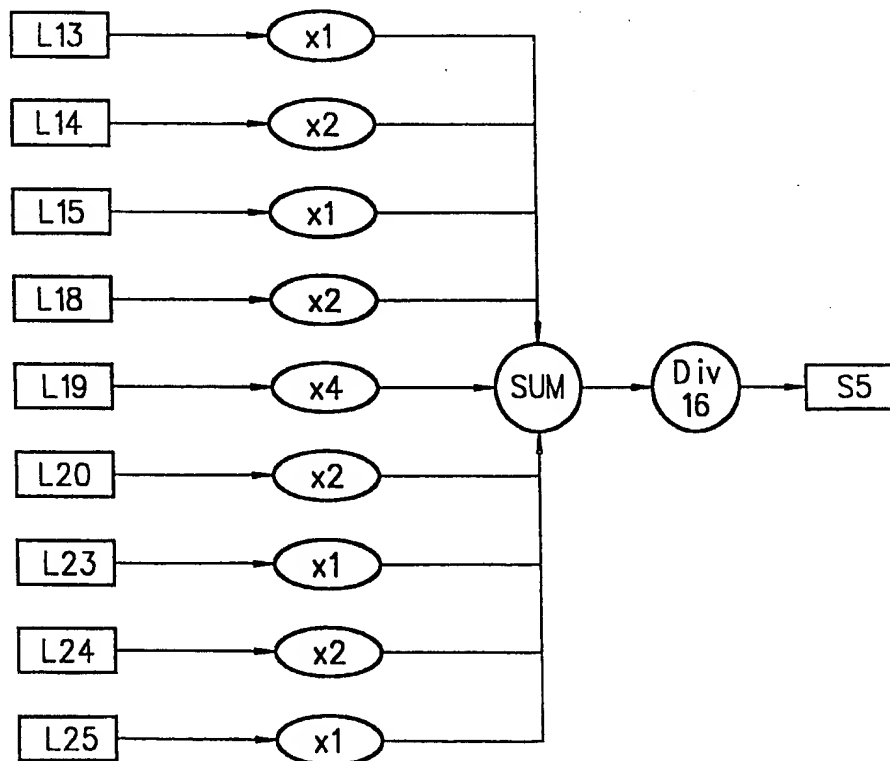 L13 x1
L14 x2
L15 x1
L18 x2
L19 x4 SUM Div 16 S5
L20 x2
L23 x1
L24 x2
L25 x1